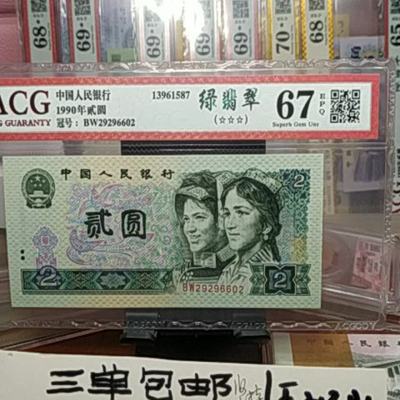 68
69
69
70
68
65
ACG
GUARANTY
中国人民银行
1990年贰圆
冠号: BW29296602
13961587
绿翡翠
(☆☆☆)
67
EPQ
Superb Gem Unc
中国人民银行
贰圆
2
2
2
BW29296602
三单包邮